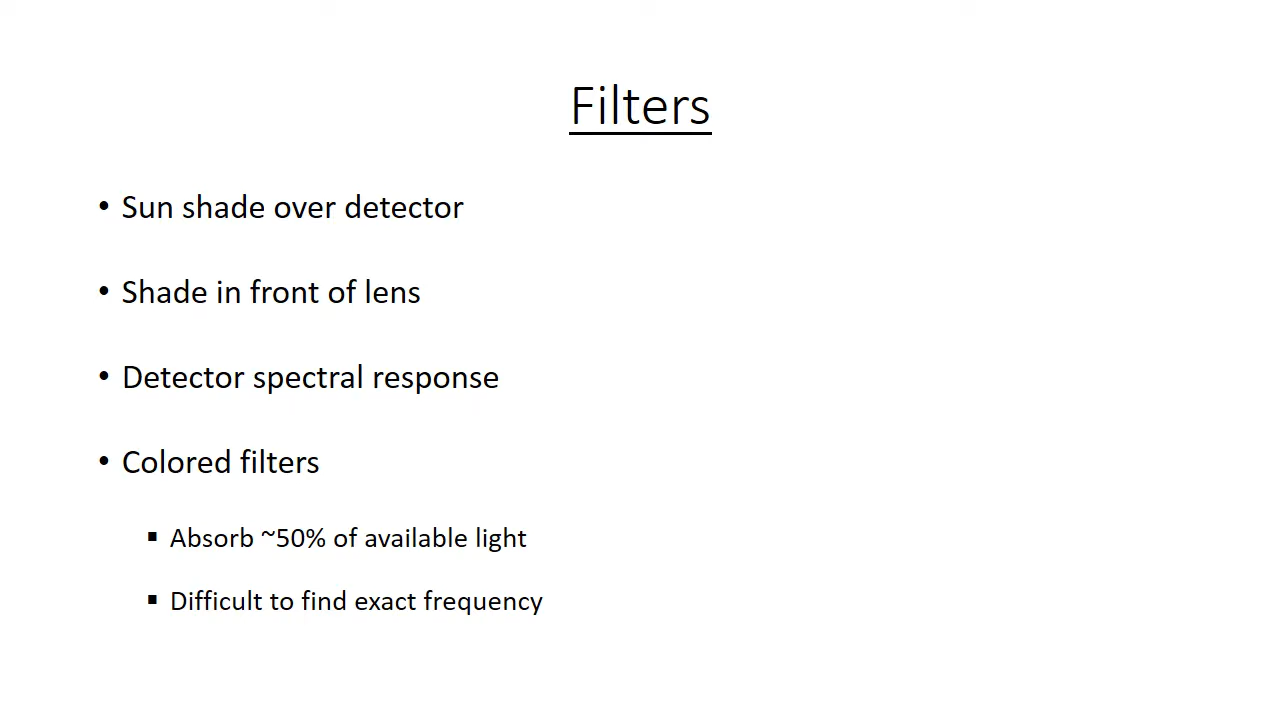 Filters
• Sun shade over detector
• Shade in front of lens
• Detector spectral response
• Colored filters
▪ Absorb ~50% of available light
▪ Difficult to find exact frequency